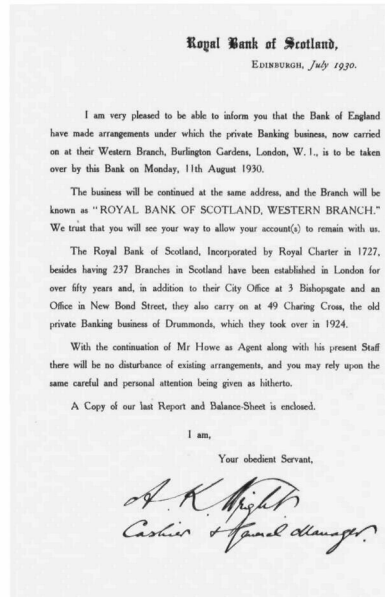 Royal Bank of Scotland,
EDINBURGH, July 1930.
I am very pleased to be able to inform you that the Bank of England
have made arrangements under which the private Banking business, now carried
on at their Western Branch, Burlington Gardens, London, W. 1., is to be taken
over by this Bank on Monday, 11th August 1930.
The business will be continued at the same address, and the Branch will be
known as "ROYAL BANK OF SCOTLAND, WESTERN BRANCH."
We trust that you will see your way to allow your account(s) to remain with us.
The Royal Bank of Scotland, Incorporated by Royal Charter in 1727,
besides having 237 Branches in Scotland have been established in London for
over fifty years and, in addition to their City Office at 3 Bishopsgate and an
Office in New Bond Street, they also carry on at 49 Charing Cross, the old
private Banking business of Drummonds, which they took over in 1924.
With the continuation of Mr Howe as Agent along with his present Staff
there will be no disturbance of existing arrangements, and you may rely upon the
same careful and personal attention being given as hitherto.
A Copy of our last Report and Balance-Sheet is enclosed.
I am,
Your obedient Servant,
A. K. Wright
Cashier & General Manager.